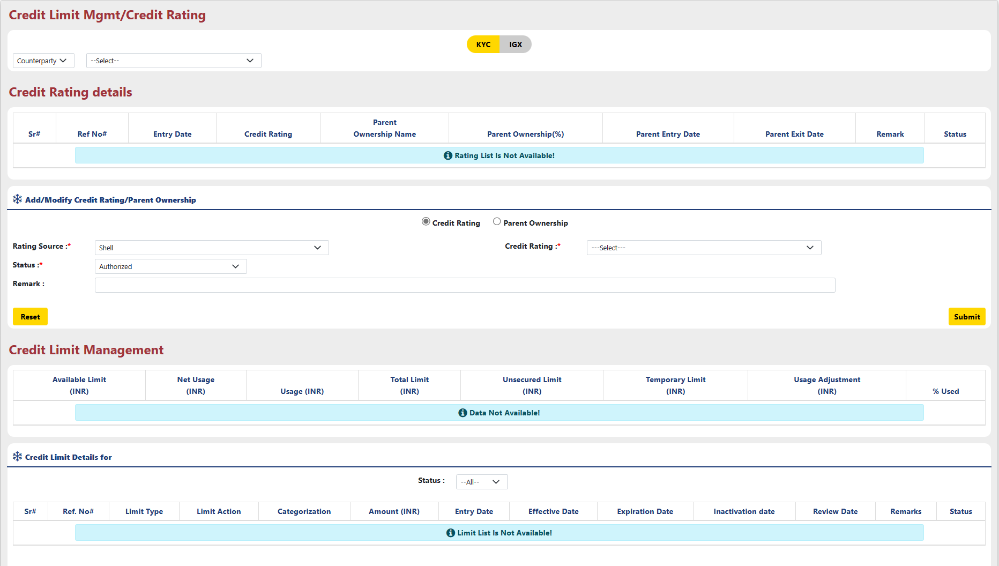 Credit Limit Mgmt/Credit Rating
KYC IGX
Counterparty --Select--
Credit Rating details
Sr# Ref No# Entry Date Credit Rating Parent Ownership Name Parent Ownership(%) Parent Entry Date Parent Exit Date Remark Status
Rating List Is Not Available!
Add/Modify Credit Rating/Parent Ownership
Credit Rating Parent Ownership
Rating Source :* Shell Credit Rating :* ---Select---
Status :* Authorized
Remark :
Reset Submit
Credit Limit Management
Available Limit (INR) Net Usage (INR) Usage (INR) Total Limit (INR) Unsecured Limit (INR) Temporary Limit (INR) Usage Adjustment (INR) % Used
Data Not Available!
Credit Limit Details for
Status : --All--
Sr# Ref. No# Limit Type Limit Action Categorization Amount (INR) Entry Date Effective Date Expiration Date Inactivation date Review Date Remarks Status
Limit List Is Not Available!